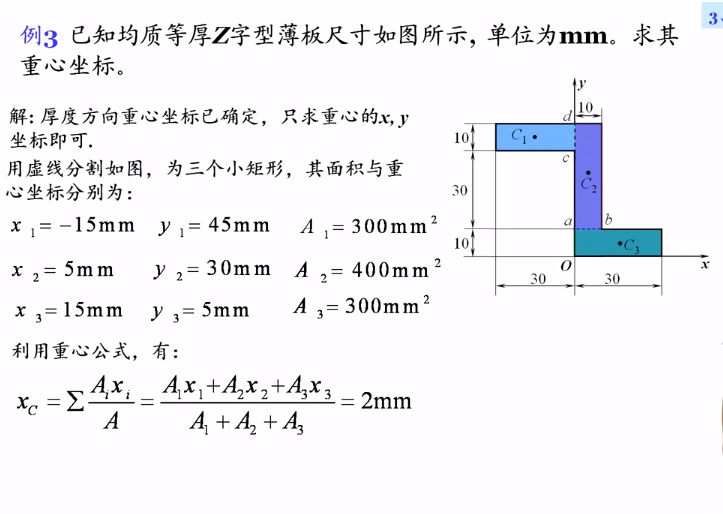 3-
例3 已知均质等厚Z字型薄板尺寸如图所示，单位为mm。求其
重心坐标。
解：厚度方向重心坐标已确定，只求重心的x, y
坐标即可.
用虚线分割如图，为三个小矩形，其面积与重
心坐标分别为：
x₁= −15mm y₁= 45mm A₁= 300mm²
x₂= 5mm y₂= 30mm A₂= 400mm²
x₃= 15mm y₃= 5mm A₃= 300mm²
利用重心公式，有：
x_C = Σ A_i x_i / A = (A₁x₁+A₂x₂+A₃x₃) / (A₁+A₂+A₃) = 2mm
y
d 10
10 C₁
c
C₂
30
a b
10 C₃
O x
30 30